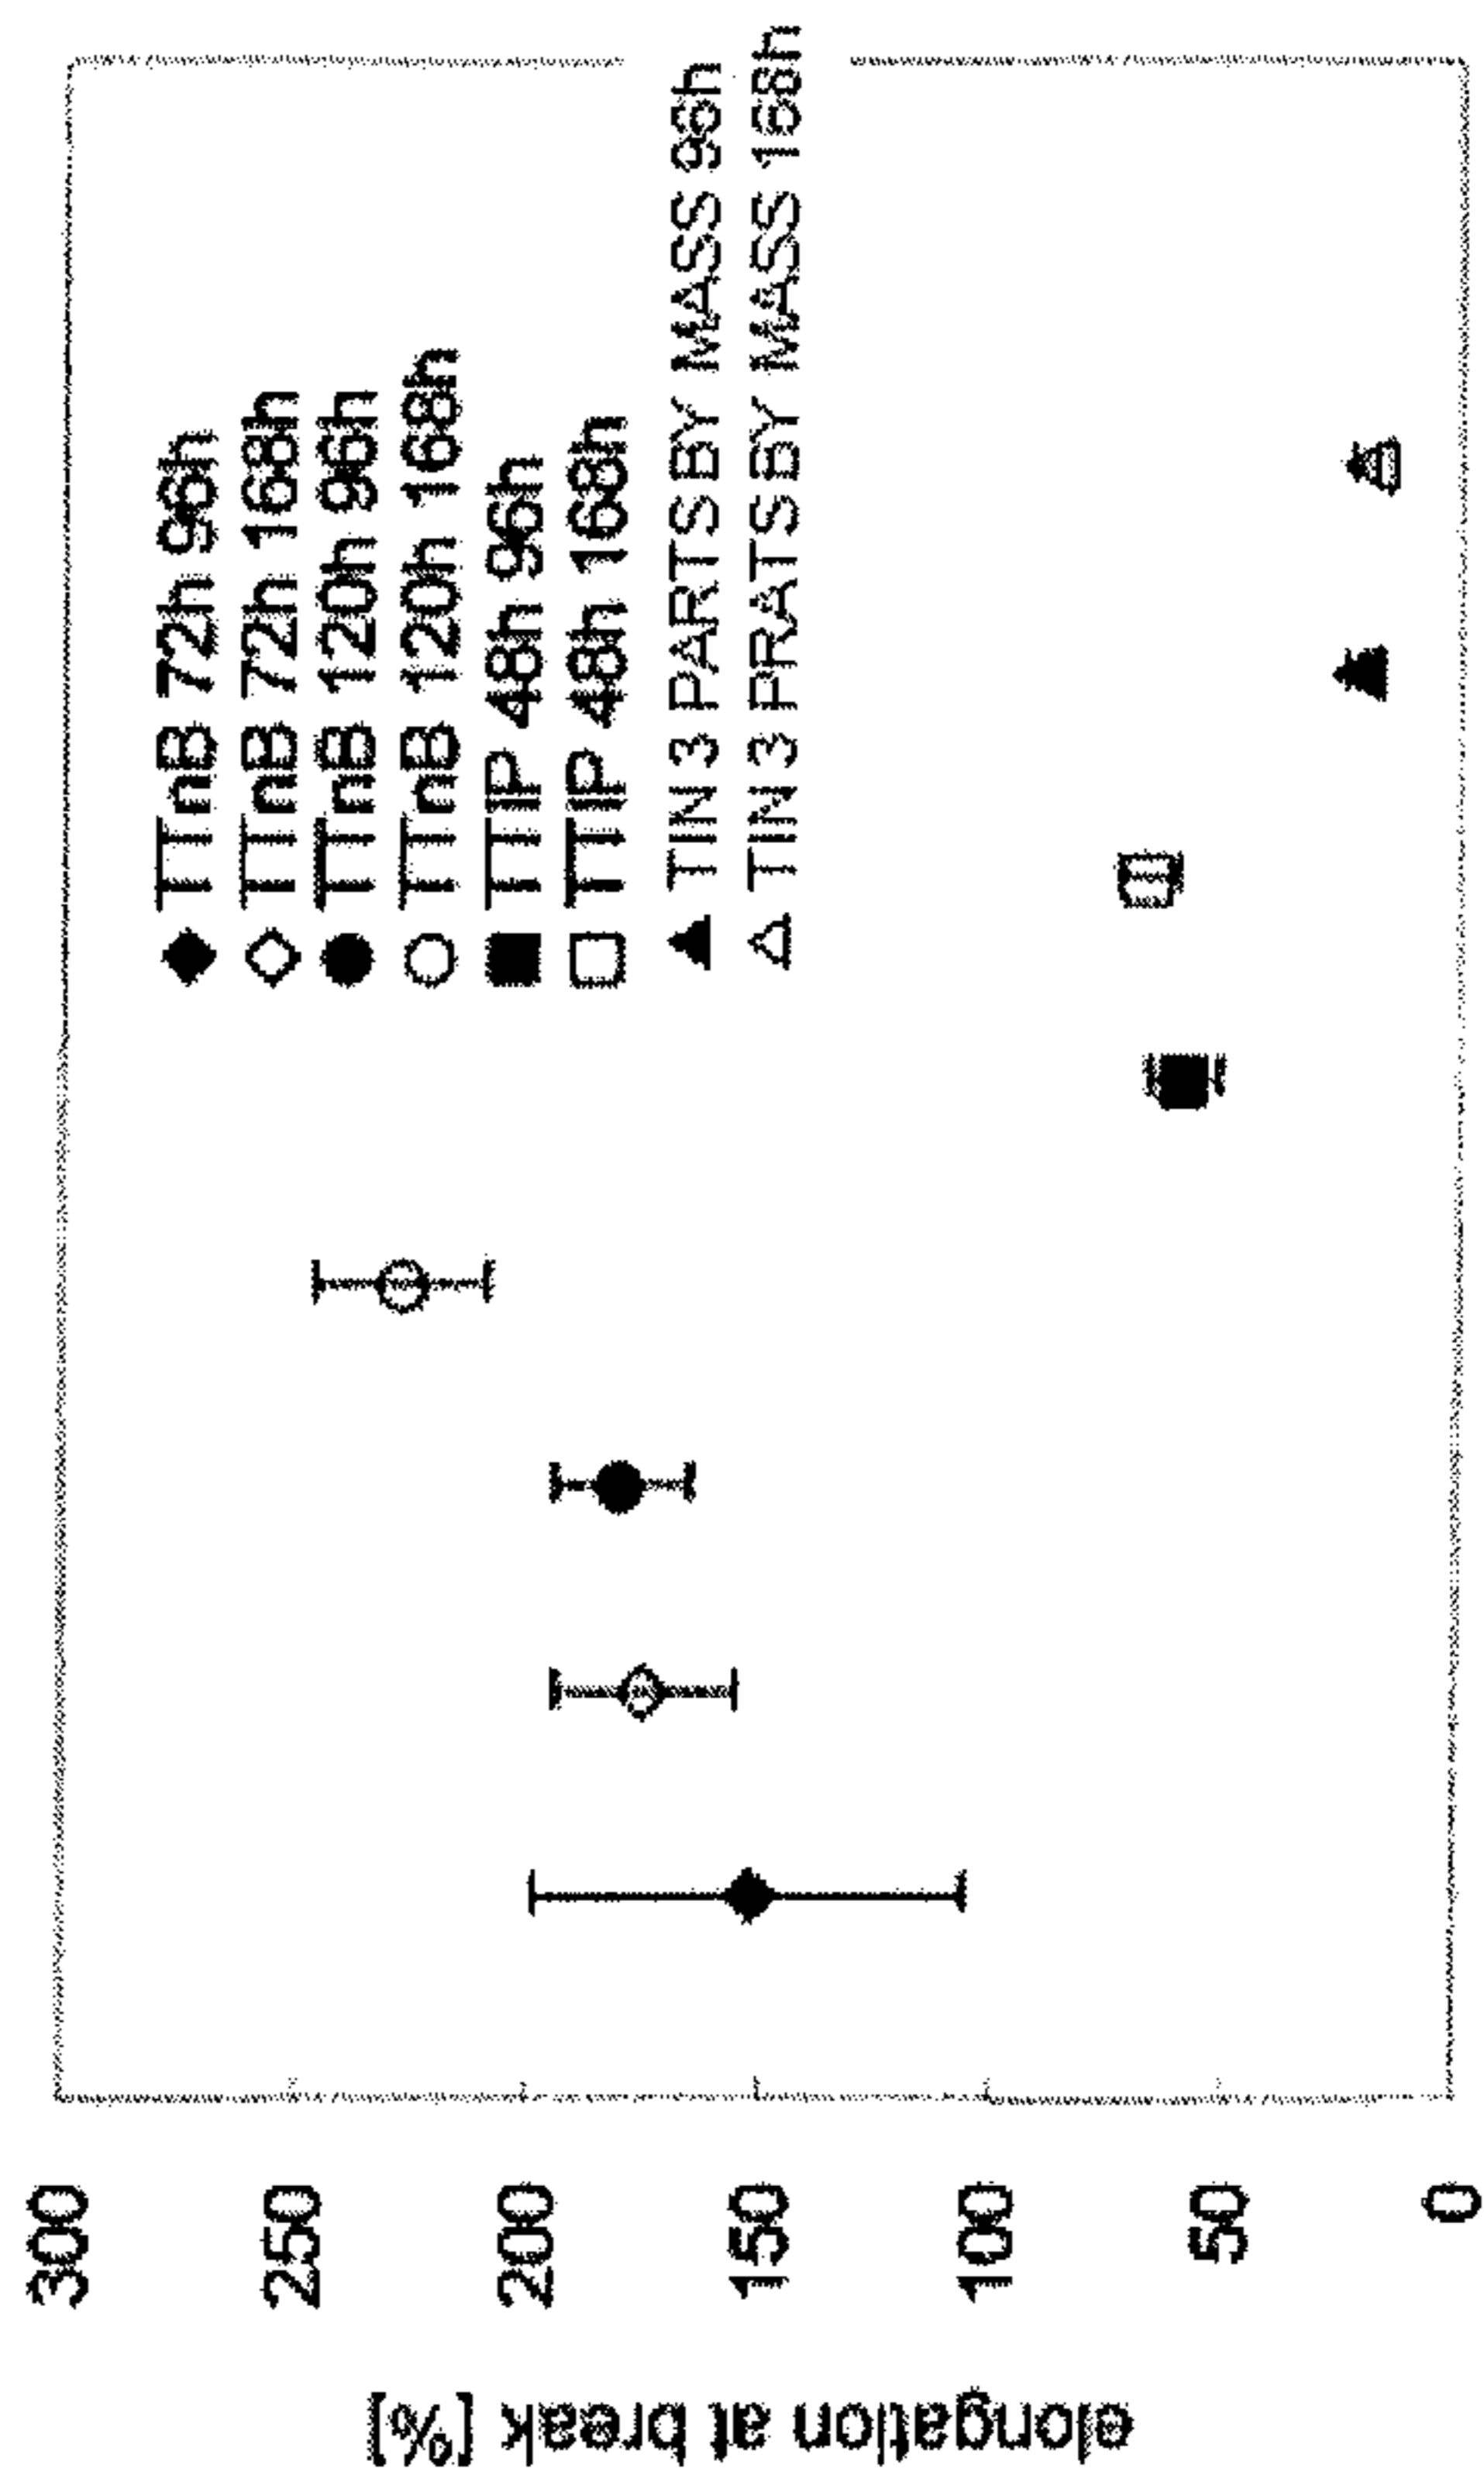 elongation at break [%]
300
250
200
150
100
50
0
TTnB 72h 96h
TTnB 72h 168h
TTnB 120h 96h
TTnB 120h 168h
TTIP 48h 96h
TTIP 48h 168h
TIN 3 PARTS BY MASS 96h
TIN 3 PRATS BY MASS 168h